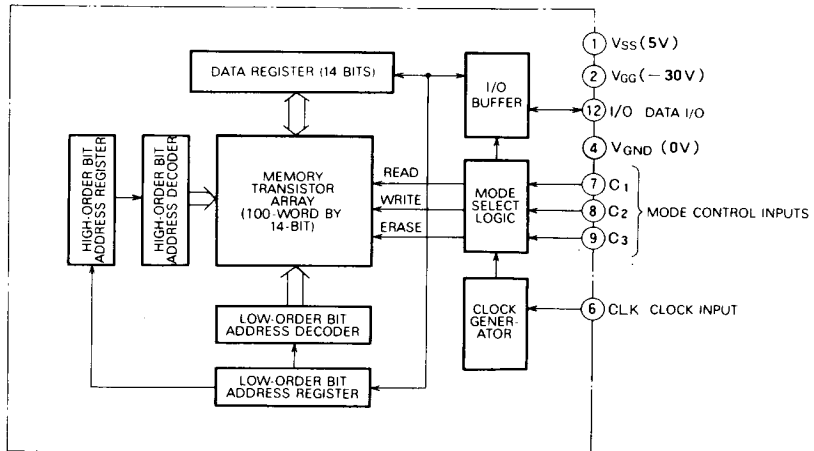 DATA REGISTER (14 BITS)
I/O
BUFFER
1 VSS (5V)
2 VGG (−30V)
12 I/O DATA I/O
4 VGND (0V)
HIGH-ORDER BIT
ADDRESS REGISTER
HIGH-ORDER BIT
ADDRESS DECODER
MEMORY
TRANSISTOR
ARRAY
(100-WORD BY
14-BIT)
READ
WRITE
ERASE
MODE
SELECT
LOGIC
7 C1
8 C2
9 C3
MODE CONTROL INPUTS
LOW-ORDER BIT
ADDRESS DECODER
CLOCK
GENER-
ATOR
6 CLK CLOCK INPUT
LOW-ORDER BIT
ADDRESS REGISTER